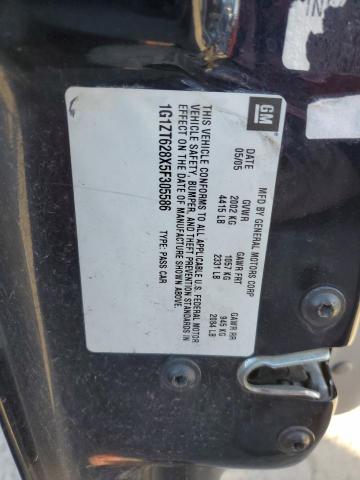 GM
MFD BY GENERAL MOTORS CORP
DATE GVWR GAWR FRT GAWR RR
05/05 2002 KG 1057 KG 945 KG
4415 LB 2331 LB 2084 LB
THIS VEHICLE CONFORMS TO ALL APPLICABLE U.S. FEDERAL MOTOR
VEHICLE SAFETY, BUMPER, AND THEFT PREVENTION STANDARDS IN
EFFECT ON THE DATE OF MANUFACTURE SHOWN ABOVE.
1G1ZT628X5F305586 TYPE: PASS CAR